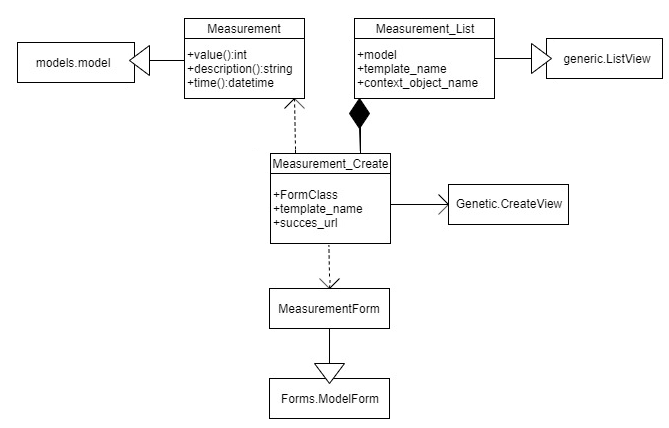 Measurement
+value():int
+description():string
+time():datetime
models.model
Measurement_List
+model
+template_name
+context_object_name
generic.ListView
Measurement_Create
+FormClass
+template_name
+succes_url
Genetic.CreateView
MeasurementForm
Forms.ModelForm